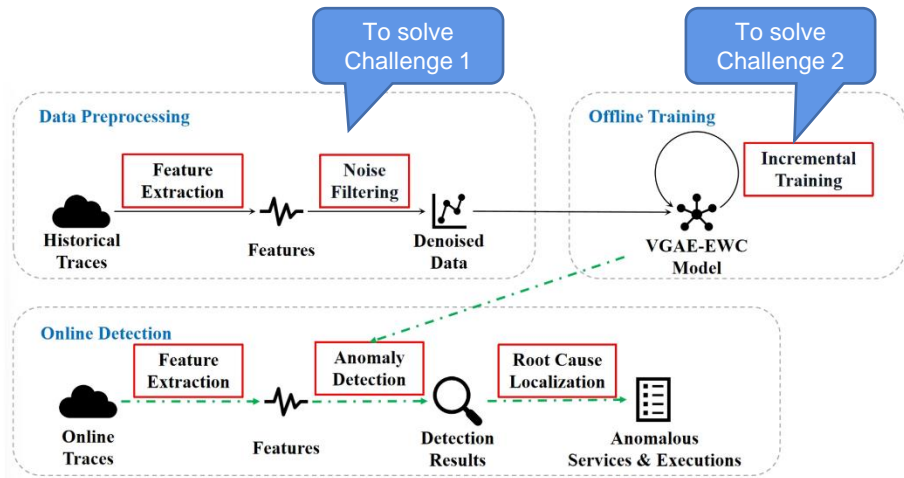 To solve
Challenge 1
To solve
Challenge 2
Data Preprocessing
Offline Training
Feature
Extraction
Noise
Filtering
Incremental
Training
Historical
Traces
Features
Denoised
Data
VGAE-EWC
Model
Online Detection
Feature
Extraction
Anomaly
Detection
Root Cause
Localization
Online
Traces
Features
Detection
Results
Anomalous
Services & Executions